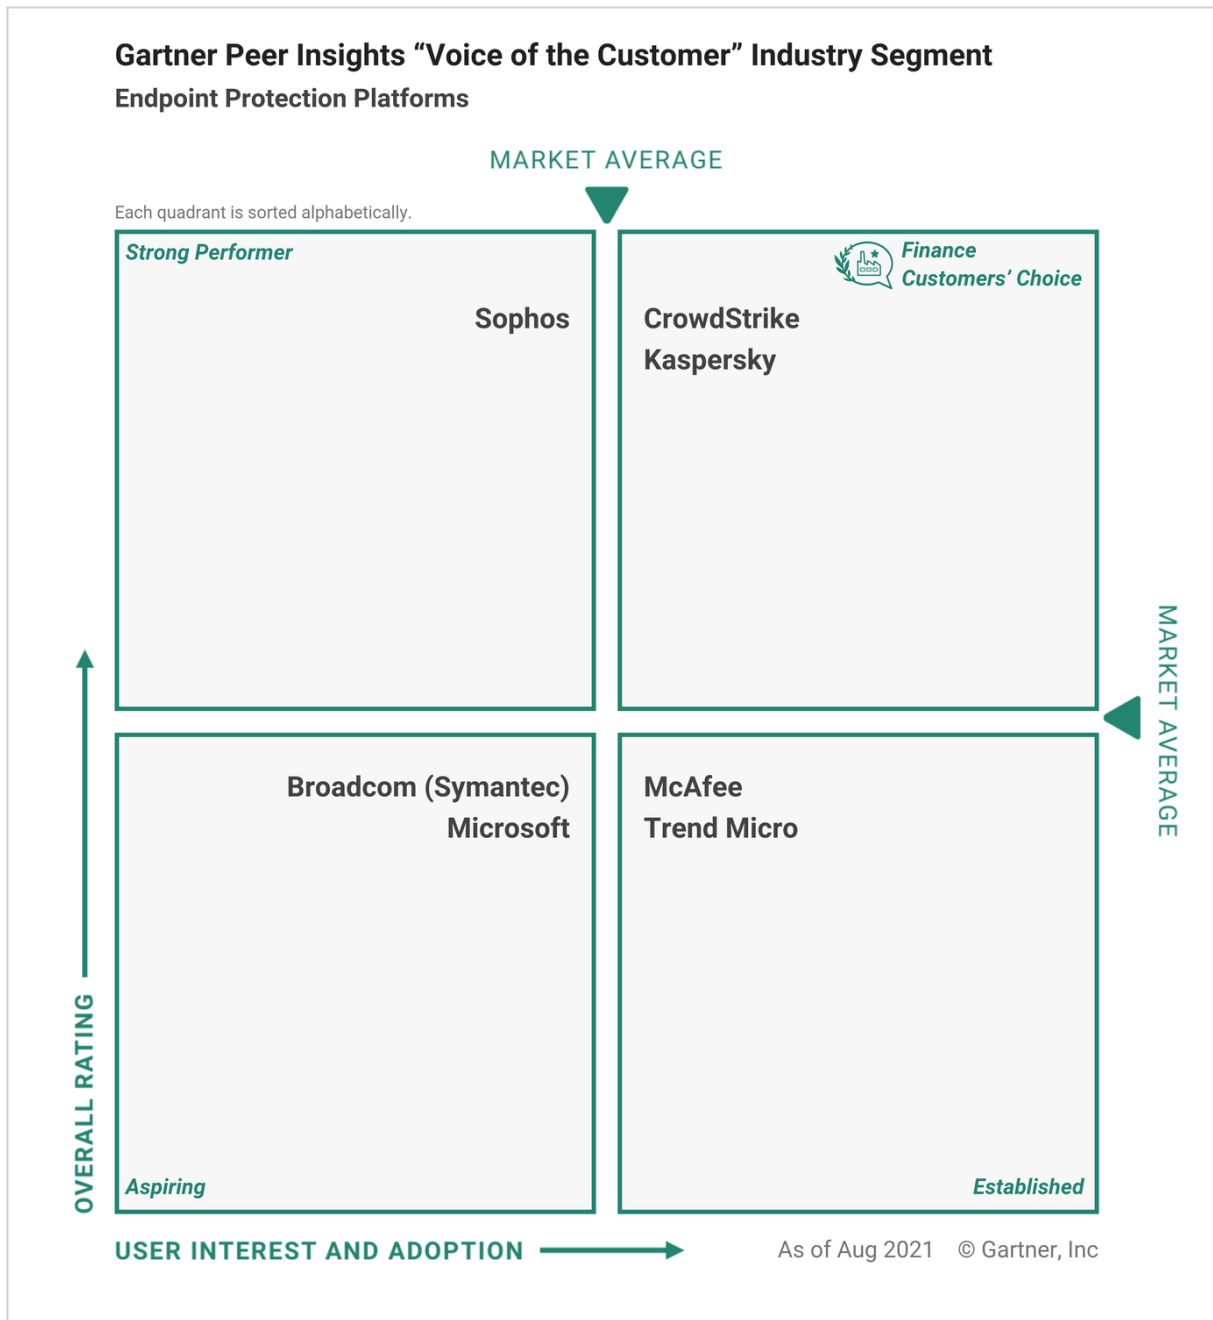 Gartner Peer Insights “Voice of the Customer” Industry Segment
Endpoint Protection Platforms
MARKET AVERAGE
Each quadrant is sorted alphabetically.
Strong Performer
Sophos
Finance
Customers’ Choice
CrowdStrike
Kaspersky
MARKET AVERAGE
Broadcom (Symantec)
Microsoft
Aspiring
McAfee
Trend Micro
Established
OVERALL RATING
USER INTEREST AND ADOPTION
As of Aug 2021 © Gartner, Inc